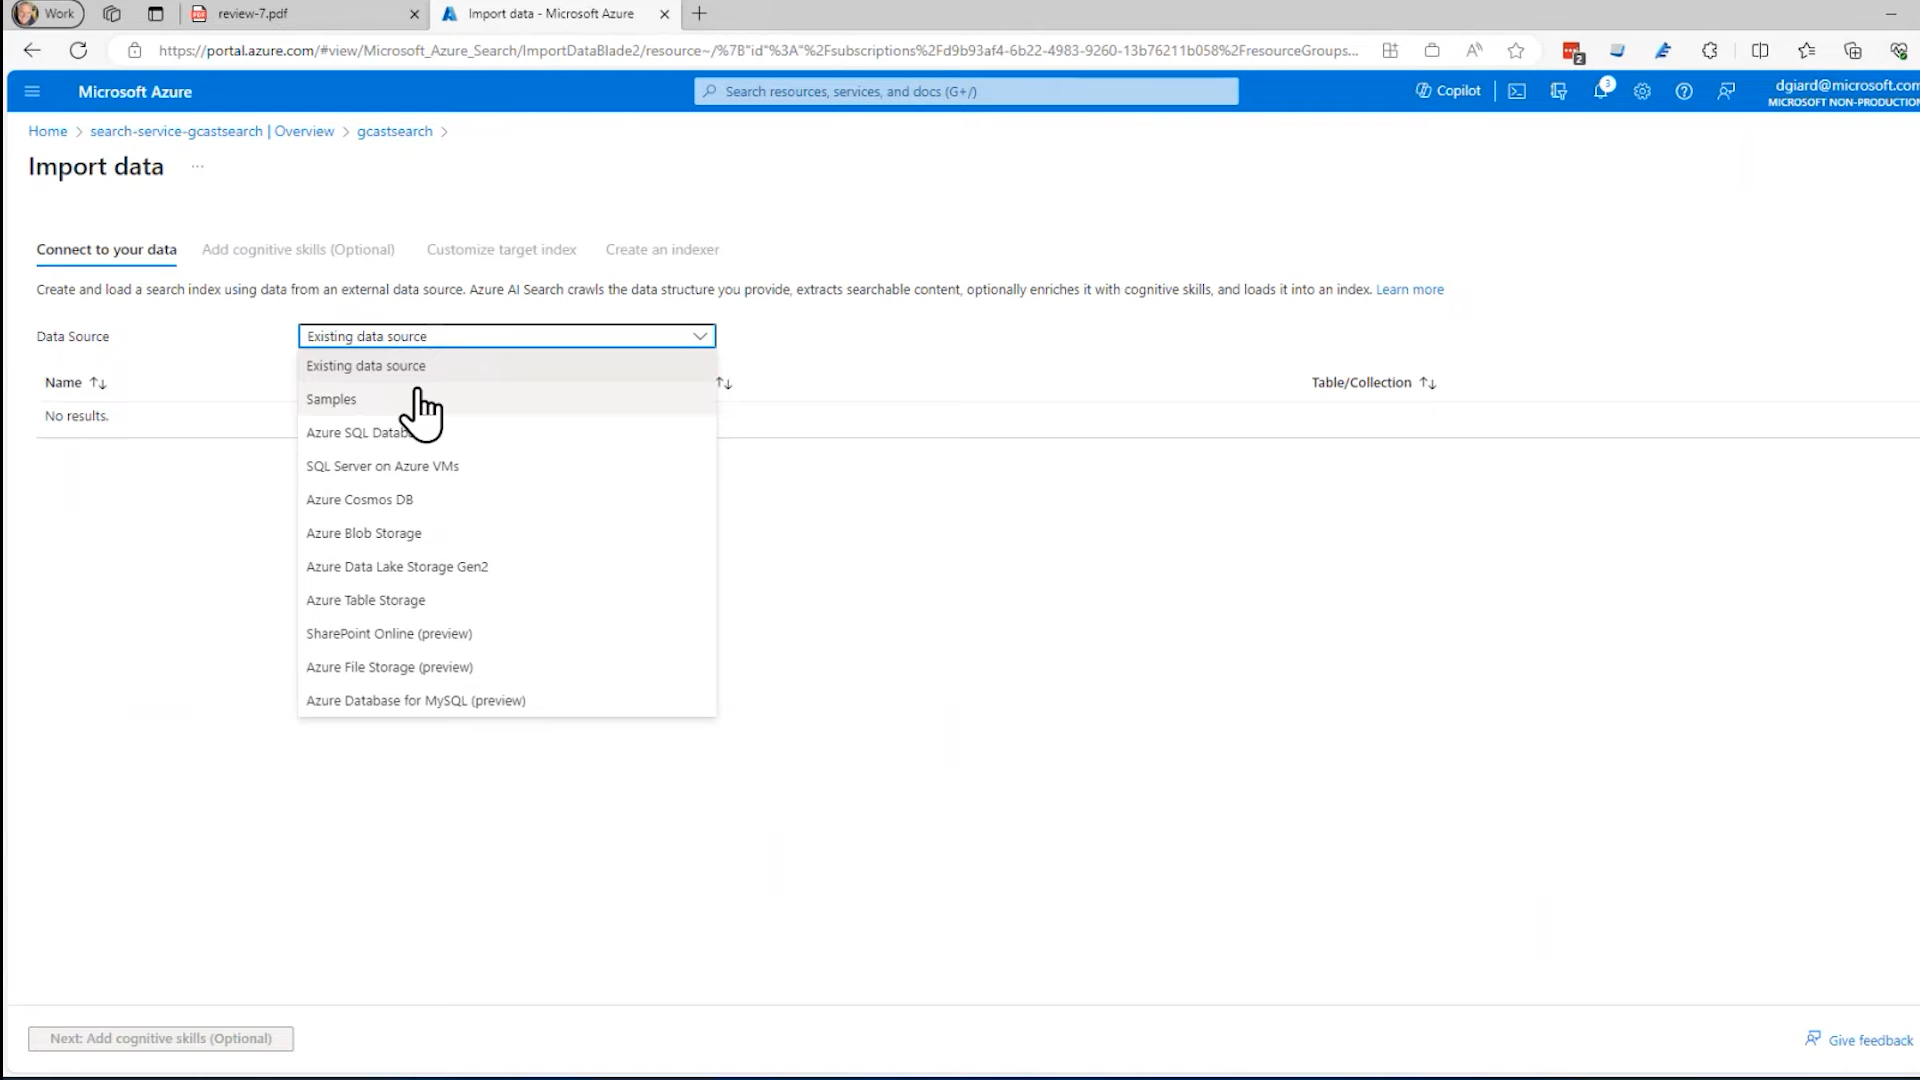 Work
review-7.pdf
Import data - Microsoft Azure
https://portal.azure.com/#view/Microsoft_Azure_Search/ImportDataBlade2/resource~/%7B"id"%3A"%2Fsubscriptions%2Fd9b93af4-6b22-4983-9260-13b76211b058%2FresourceGroups...
2
Microsoft Azure
Search resources, services, and docs (G+/)
Copilot
3
dgiard@microsoft.com
MICROSOFT NON-PRODUCTION
Home > search-service-gcastsearch | Overview > gcastsearch >
Import data ...
Connect to your data Add cognitive skills (Optional) Customize target index Create an indexer
Create and load a search index using data from an external data source. Azure AI Search crawls the data structure you provide, extracts searchable content, optionally enriches it with cognitive skills, and loads it into an index. Learn more
Data Source Existing data source
Existing data source
Name Table/Collection
Samples
No results.
Azure SQL Datab
SQL Server on Azure VMs
Azure Cosmos DB
Azure Blob Storage
Azure Data Lake Storage Gen2
Azure Table Storage
SharePoint Online (preview)
Azure File Storage (preview)
Azure Database for MySQL (preview)
Next: Add cognitive skills (Optional)
Give feedback